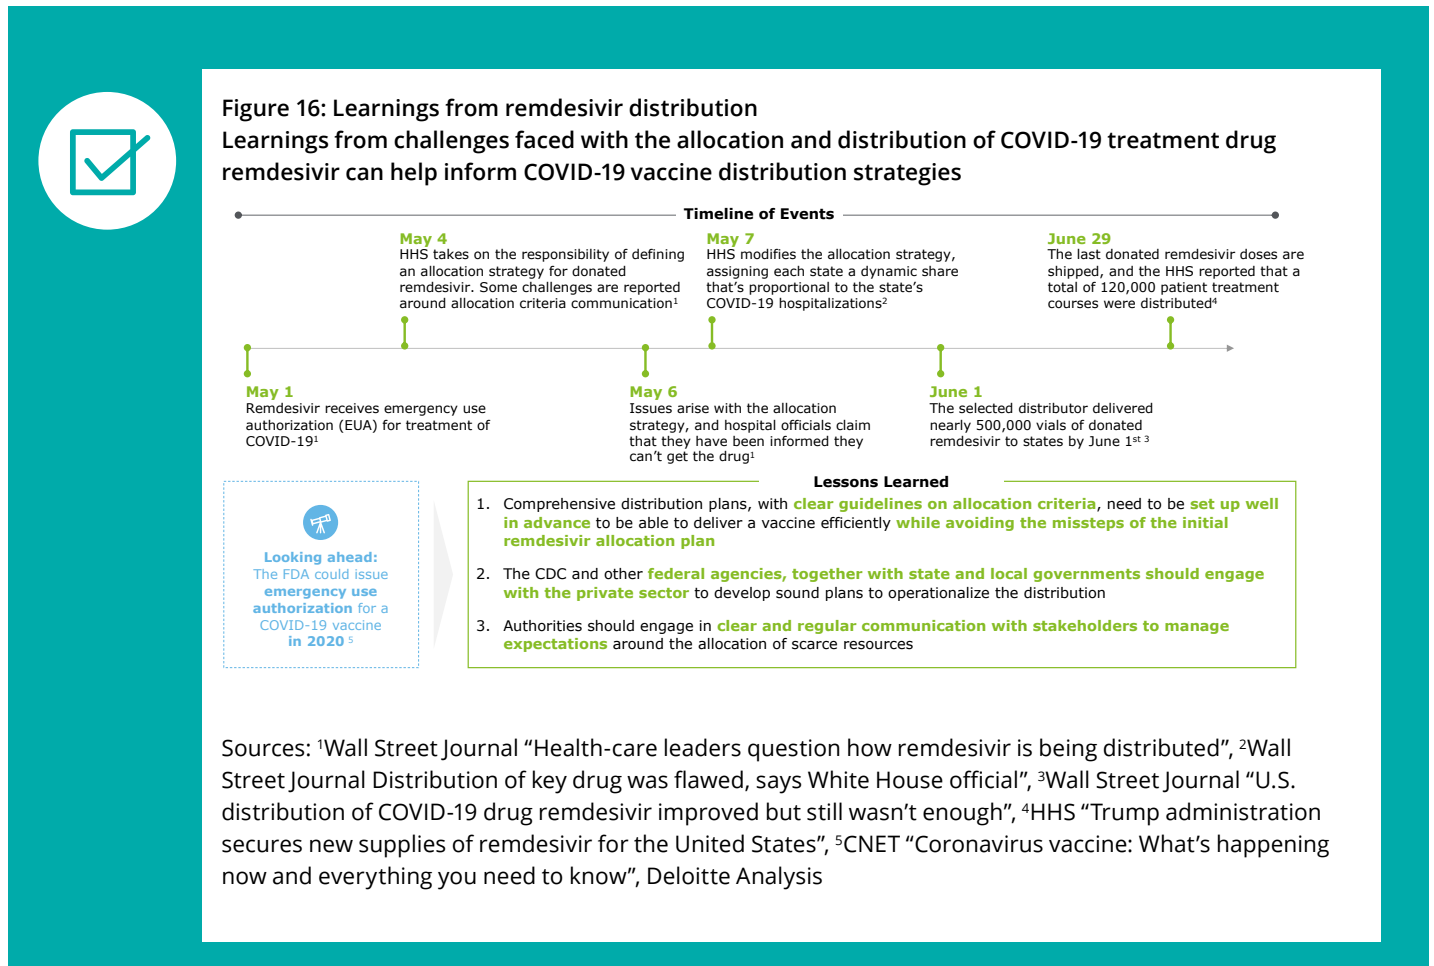 Figure 16: Learnings from remdesivir distribution
Learnings from challenges faced with the allocation and distribution of COVID-19 treatment drug
remdesivir can help inform COVID-19 vaccine distribution strategies
Timeline of Events
May 4
HHS takes on the responsibility of defining
an allocation strategy for donated
remdesivir. Some challenges are reported
around allocation criteria communication¹
May 7
HHS modifies the allocation strategy,
assigning each state a dynamic share
that’s proportional to the state’s
COVID-19 hospitalizations²
June 29
The last donated remdesivir doses are
shipped, and the HHS reported that a
total of 120,000 patient treatment
courses were distributed⁴
May 1
Remdesivir receives emergency use
authorization (EUA) for treatment of
COVID-19¹
May 6
Issues arise with the allocation
strategy, and hospital officials claim
that they have been informed they
can’t get the drug¹
June 1
The selected distributor delivered
nearly 500,000 vials of donated
remdesivir to states by June 1ˢᵗ ³
Looking ahead:
The FDA could issue
emergency use
authorization for a
COVID-19 vaccine
in 2020 ⁵
Lessons Learned
1. Comprehensive distribution plans, with clear guidelines on allocation criteria, need to be set up well
in advance to be able to deliver a vaccine efficiently while avoiding the missteps of the initial
remdesivir allocation plan
2. The CDC and other federal agencies, together with state and local governments should engage
with the private sector to develop sound plans to operationalize the distribution
3. Authorities should engage in clear and regular communication with stakeholders to manage
expectations around the allocation of scarce resources
Sources: ¹Wall Street Journal “Health-care leaders question how remdesivir is being distributed”, ²Wall
Street Journal Distribution of key drug was flawed, says White House official”, ³Wall Street Journal “U.S.
distribution of COVID-19 drug remdesivir improved but still wasn’t enough”, ⁴HHS “Trump administration
secures new supplies of remdesivir for the United States”, ⁵CNET “Coronavirus vaccine: What’s happening
now and everything you need to know”, Deloitte Analysis